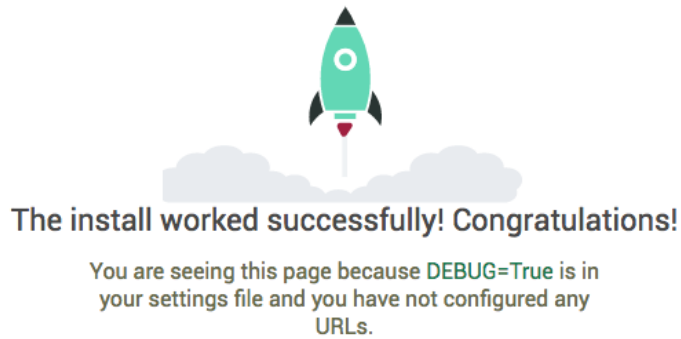 The install worked successfully! Congratulations!
You are seeing this page because DEBUG=True is in
your settings file and you have not configured any
URLs.